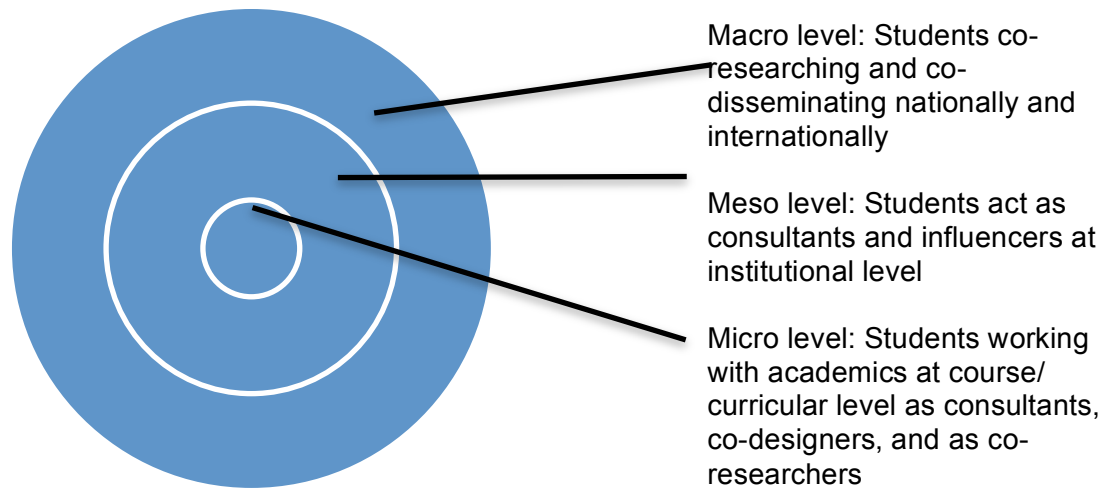 Macro level: Students co-
researching and co-
disseminating nationally and
internationally
Meso level: Students act as
consultants and influencers at
institutional level
Micro level: Students working
with academics at course/
curricular level as consultants,
co-designers, and as co-
researchers